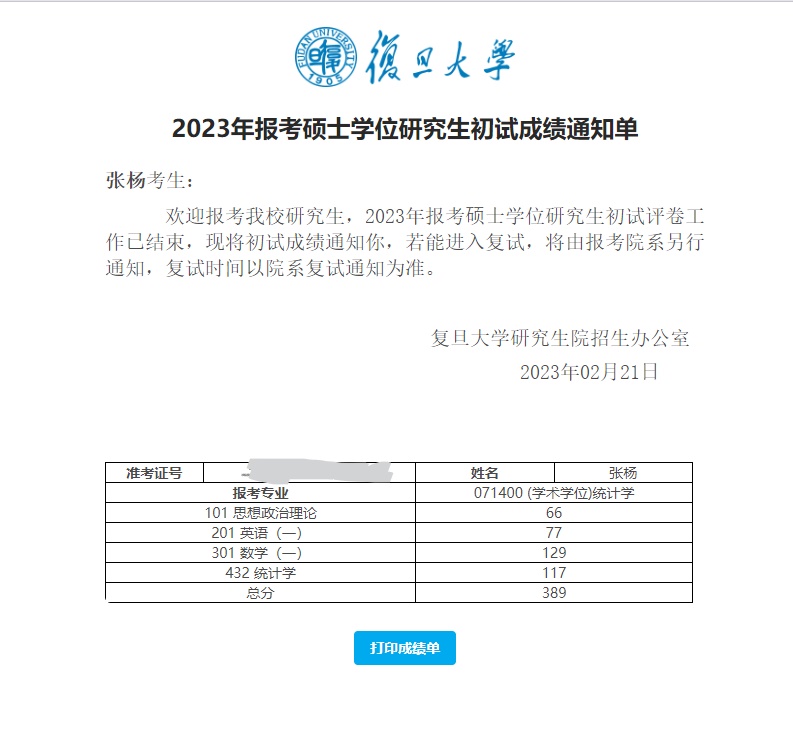 FUDAN UNIVERSITY
1905
復旦大學
2023年报考硕士学位研究生初试成绩通知单
张杨考生：
欢迎报考我校研究生，2023年报考硕士学位研究生初试评卷工
作已结束，现将初试成绩通知你，若能进入复试，将由报考院系另行
通知，复试时间以院系复试通知为准。
复旦大学研究生院招生办公室
2023年02月21日
准考证号 姓名 张杨
报考专业 071400 (学术学位)统计学
101 思想政治理论 66
201 英语（一） 77
301 数学（一） 129
432 统计学 117
总分 389
打印成绩单